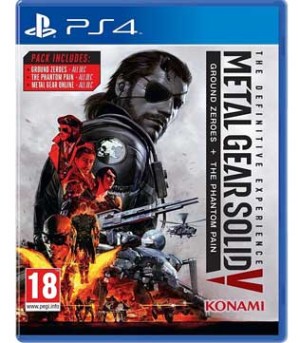 PS4
PACK INCLUDES:
GROUND ZEROES - ALL DLC
THE PHANTOM PAIN - ALL DLC
METAL GEAR ONLINE - ALL DLC
THE DEFINITIVE EXPERIENCE
METAL GEAR SOLID V
GROUND ZEROES + THE PHANTOM PAIN
18
www.pegi.info
KONAMI